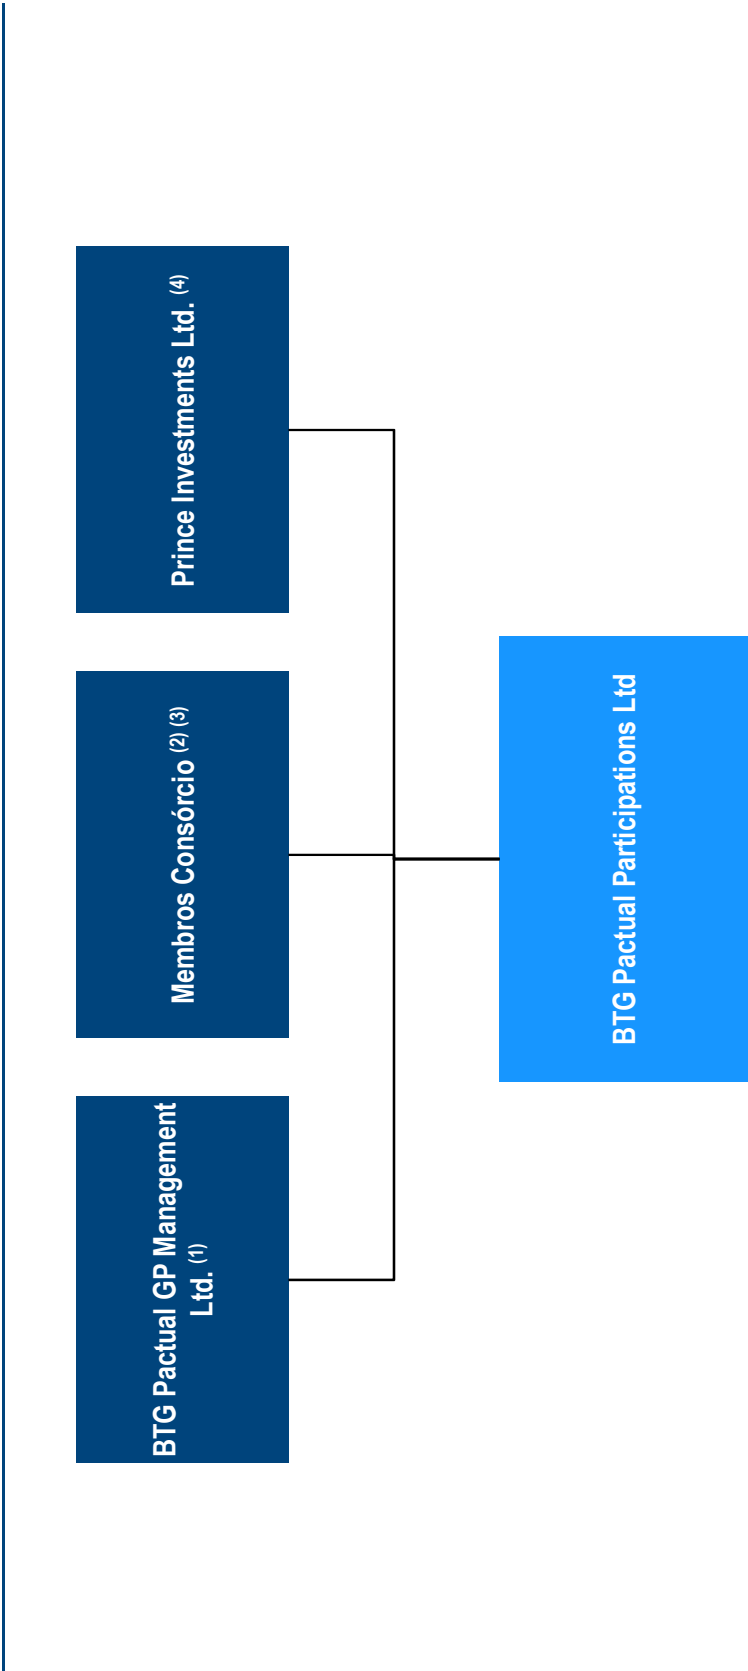 BTG Pactual GP Management
Ltd. (1)
Membros Consórcio (2) (3)
Prince Investments Ltd. (4)
BTG Pactual Participations Ltd